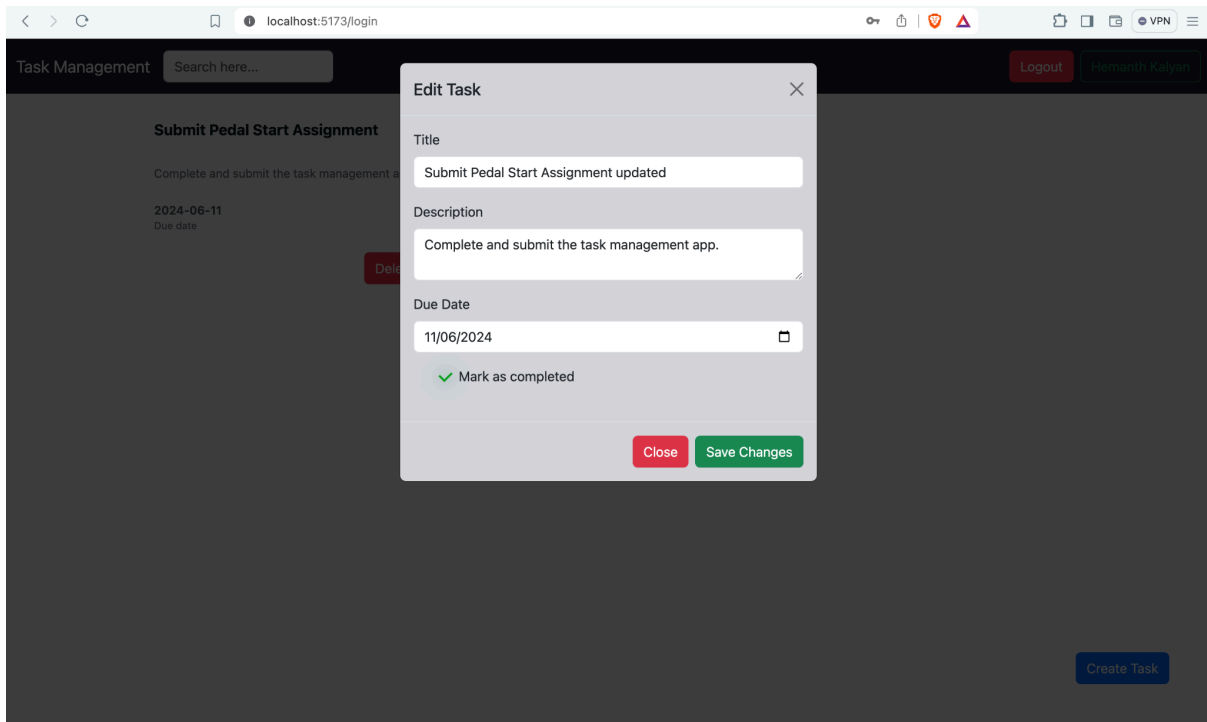 localhost:5173/login
VPN
Task Management
Search here...
Logout
Hemanth Kalyan
Submit Pedal Start Assignment
Complete and submit the task management a
2024-06-11
Due date
Dele
Edit Task
Title
Submit Pedal Start Assignment updated
Description
Complete and submit the task management app.
Due Date
11/06/2024
Mark as completed
Close
Save Changes
Create Task